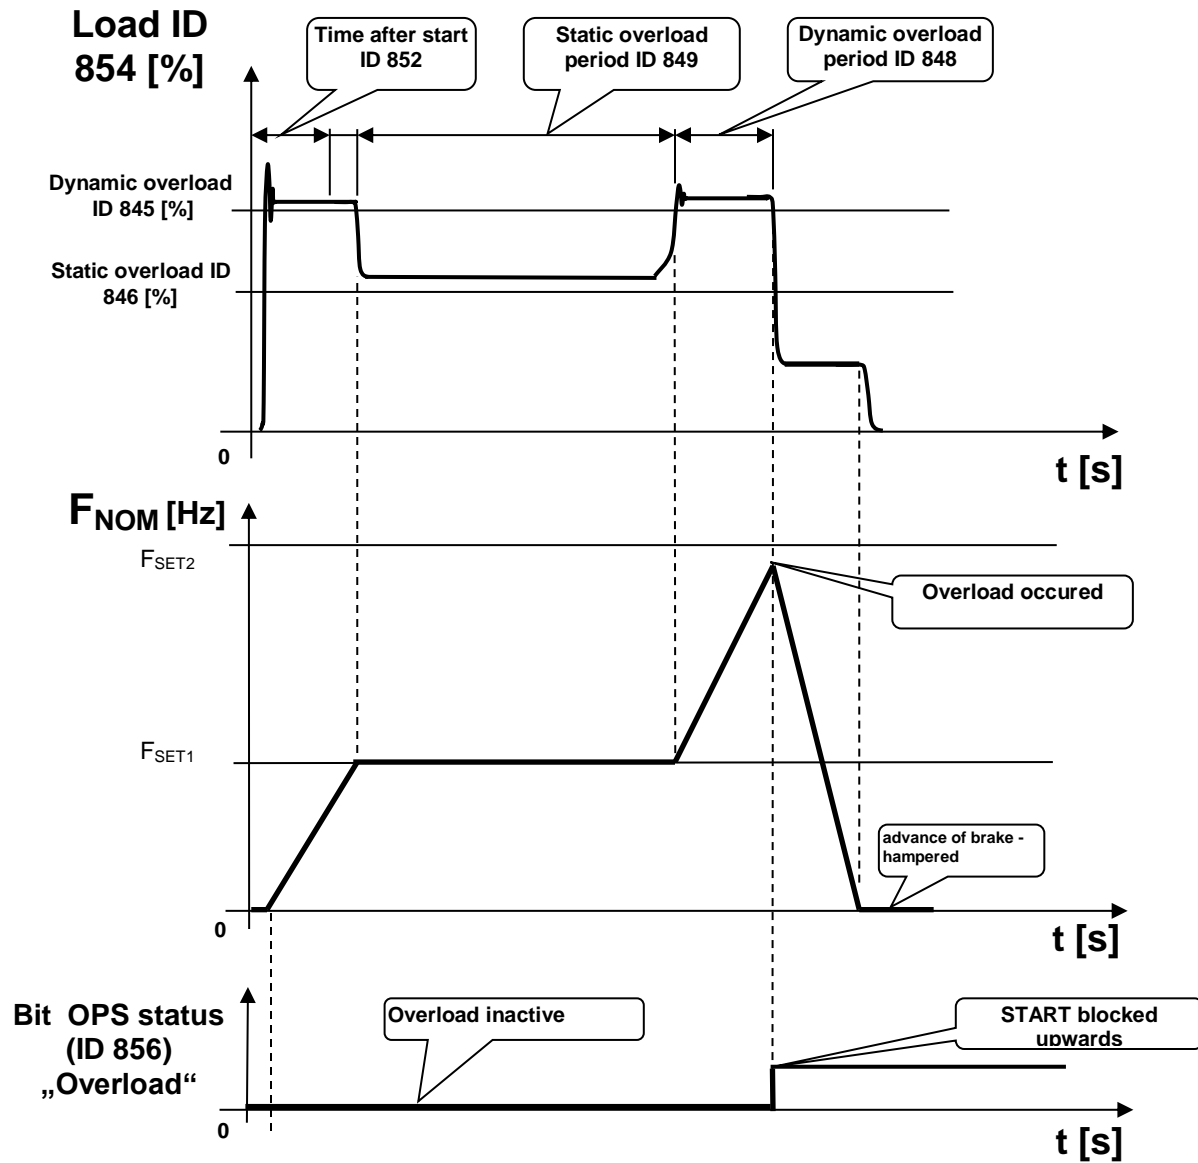 Load ID
854 [%]
Time after start
ID 852
Static overload
period ID 849
Dynamic overload
period ID 848
Dynamic overload
ID 845 [%]
Static overload ID
846 [%]
0
t [s]
FNOM [Hz]
FSET2
Overload occured
FSET1
advance of brake -
hampered
0
t [s]
Bit OPS status
(ID 856)
„Overload“
Overload inactive
START blocked
upwards
0
t [s]